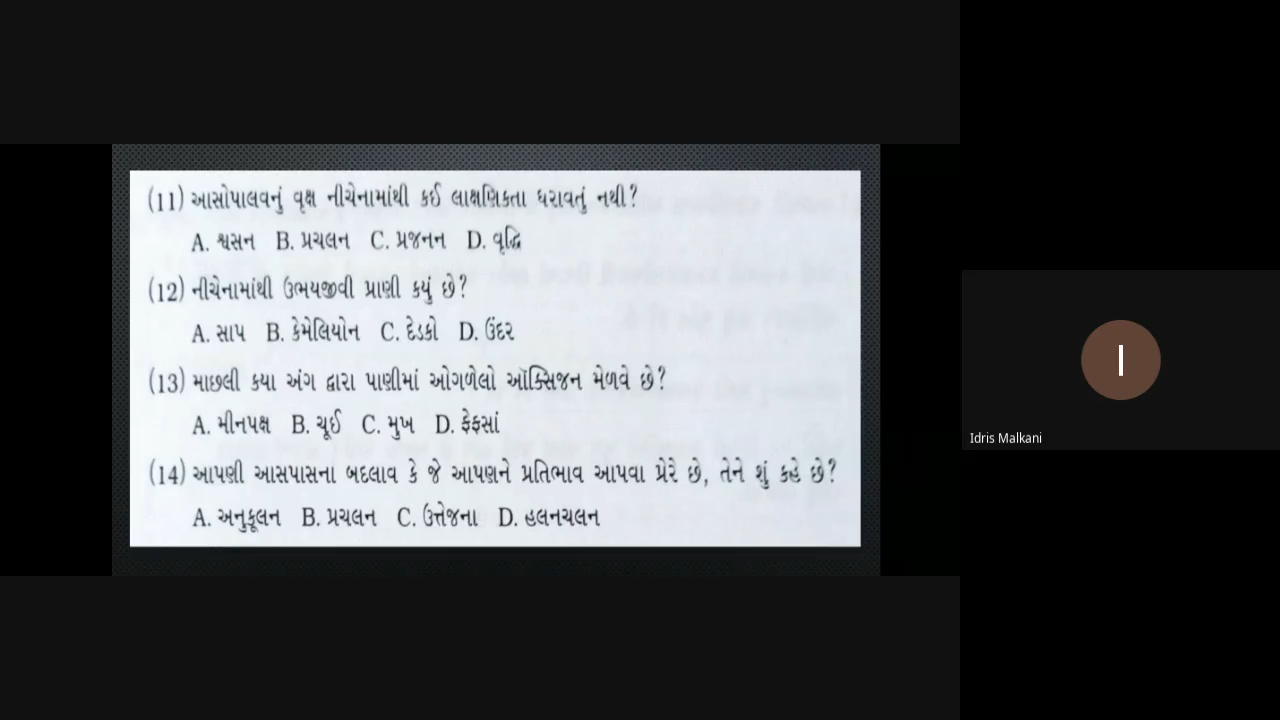 (11) આસોપાલવનું વૃક્ષ નીચેનામાંથી કઈ લાક્ષણિકતા ધરાવતું નથી?
A. શ્વસન B. પ્રચલન C. પ્રજનન D. વૃદ્ધિ
(12) નીચેનામાંથી ઉભયજીવી પ્રાણી કયું છે?
A. સાપ B. કેમેલિયોન C. દેડકો D. ઉંદર
(13) માછલી કયા અંગ દ્વારા પાણીમાં ઓગળેલો ઑક્સિજન મેળવે છે?
A. મીનપક્ષ B. ચૂઈ C. મુખ D. ફેફસાં
(14) આપણી આસપાસના બદલાવ કે જે આપણને પ્રતિભાવ આપવા પ્રેરે છે, તેને શું કહે છે?
A. અનુકૂલન B. પ્રચલન C. ઉત્તેજના D. હલનચલન
I
Idris Malkani